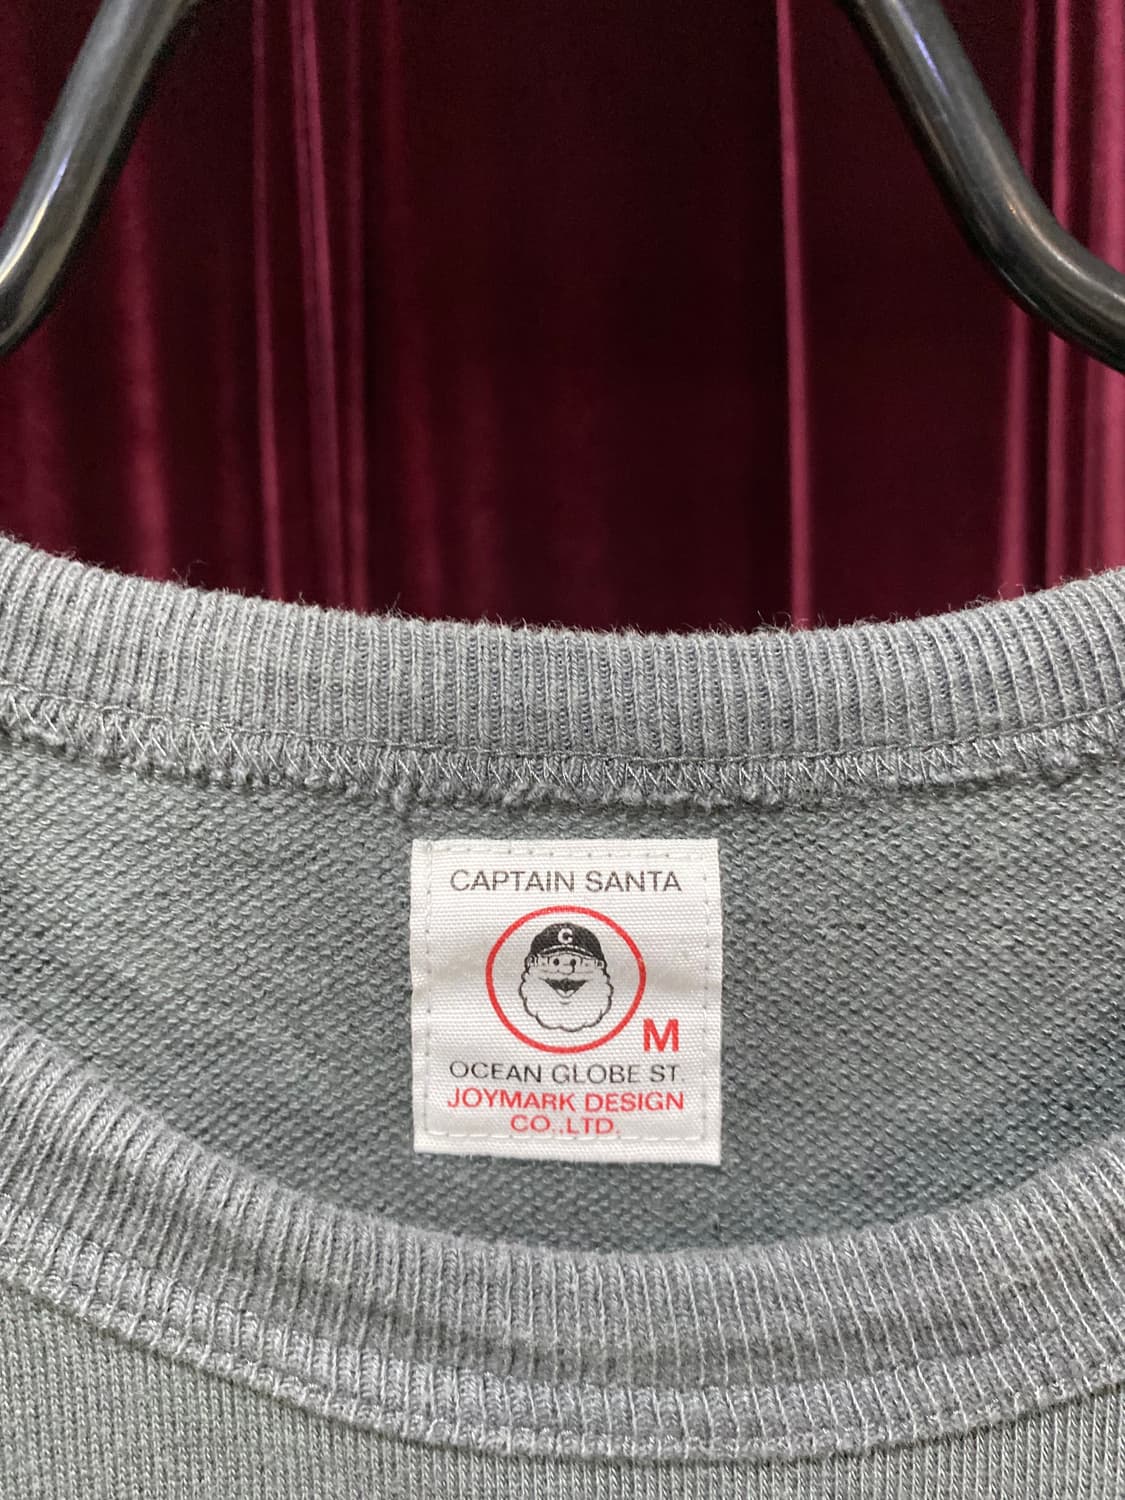 CAPTAIN SANTA
C
M
OCEAN GLOBE ST
JOYMARK DESIGN
CO.,LTD.